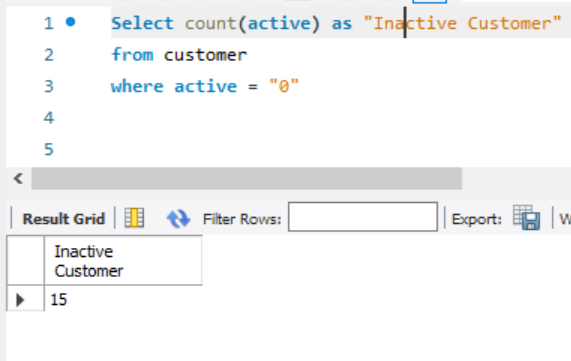 1 Select count(active) as "Inactive Customer"
2 from customer
3 where active = "0"
4
5
Result Grid Filter Rows: Export:
Inactive
Customer
15